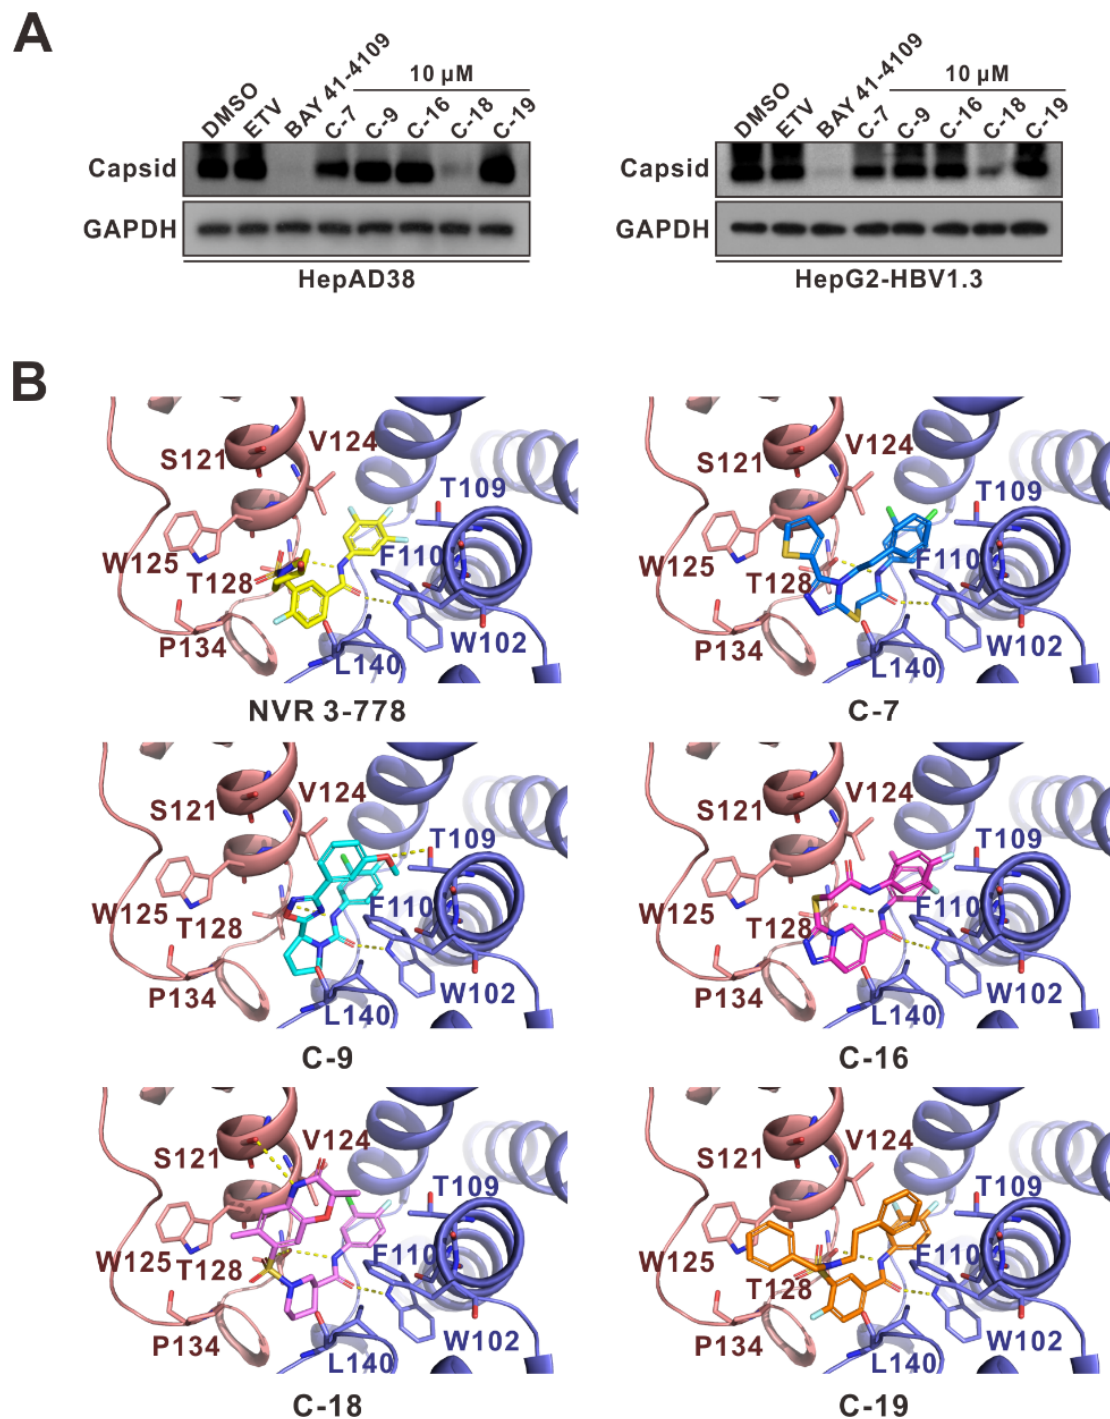 A
DMSO ETV BAY 41-4109 C-7 C-9 C-16 C-18 C-19
10 µM
Capsid
GAPDH
HepAD38
DMSO ETV BAY 41-4109 C-7 C-9 C-16 C-18 C-19
10 µM
Capsid
GAPDH
HepG2-HBV1.3
B
V124
S121
T109
W125
F110
T128
P134
W102
L140
NVR 3-778
V124
S121
T109
W125
F110
T128
P134
W102
L140
C-7
V124
S121
T109
W125
F110
T128
P134
W102
L140
C-9
V124
S121
T109
W125
F110
T128
P134
W102
L140
C-16
V124
S121
T109
W125
F110
T128
P134
W102
L140
C-18
V124
S121
T109
W125
F110
T128
P134
W102
L140
C-19